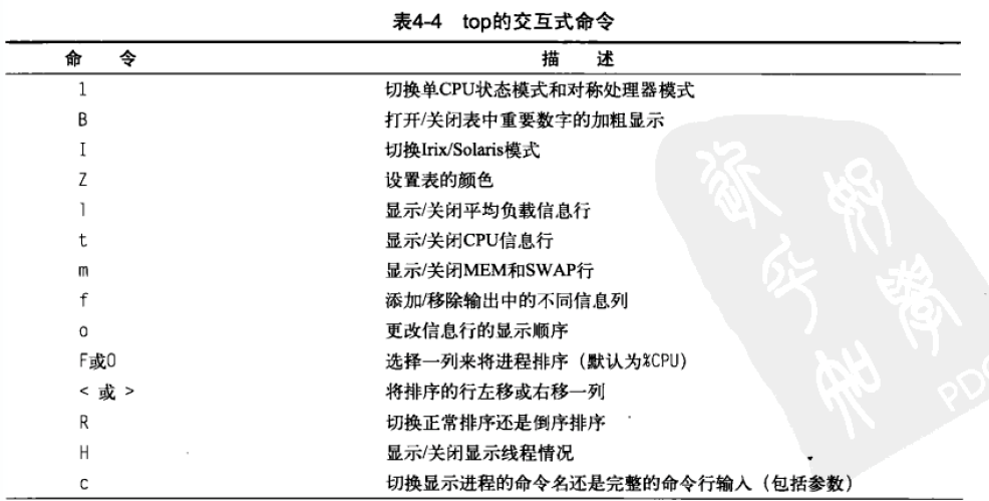 表4-4 top的交互式命令
命 令 描 述
1 切换单CPU状态模式和对称处理器模式
B 打开/关闭表中重要数字的加粗显示
I 切换Irix/Solaris模式
Z 设置表的颜色
l 显示/关闭平均负载信息行
t 显示/关闭CPU信息行
m 显示/关闭MEM和SWAP行
f 添加/移除输出中的不同信息列
o 更改信息行的显示顺序
F或O 选择一列来将进程排序（默认为%CPU）
< 或 > 将排序的行左移或右移一列
R 切换正常排序还是倒序排序
H 显示/关闭显示线程情况
c 切换显示进程的命令名还是完整的命令行输入（包括参数）